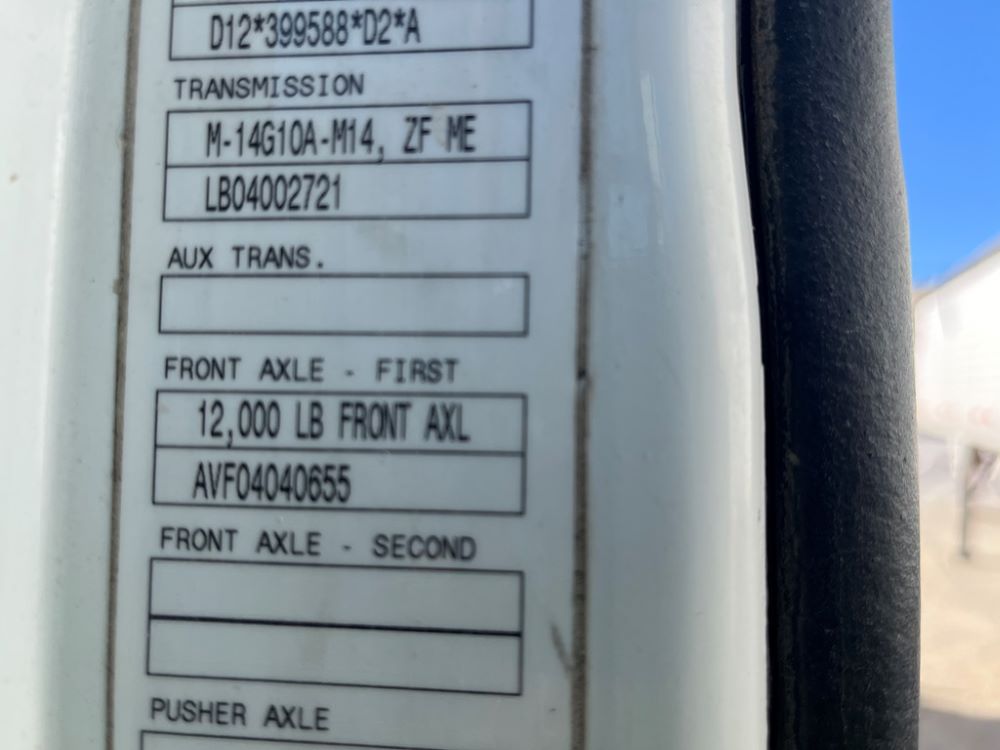 D12*399588*D2*A
TRANSMISSION
M-14G10A-M14, ZF ME
LB04002721
AUX TRANS.
FRONT AXLE - FIRST
12,000 LB FRONT AXL
AVF04040655
FRONT AXLE - SECOND
PUSHER AXLE